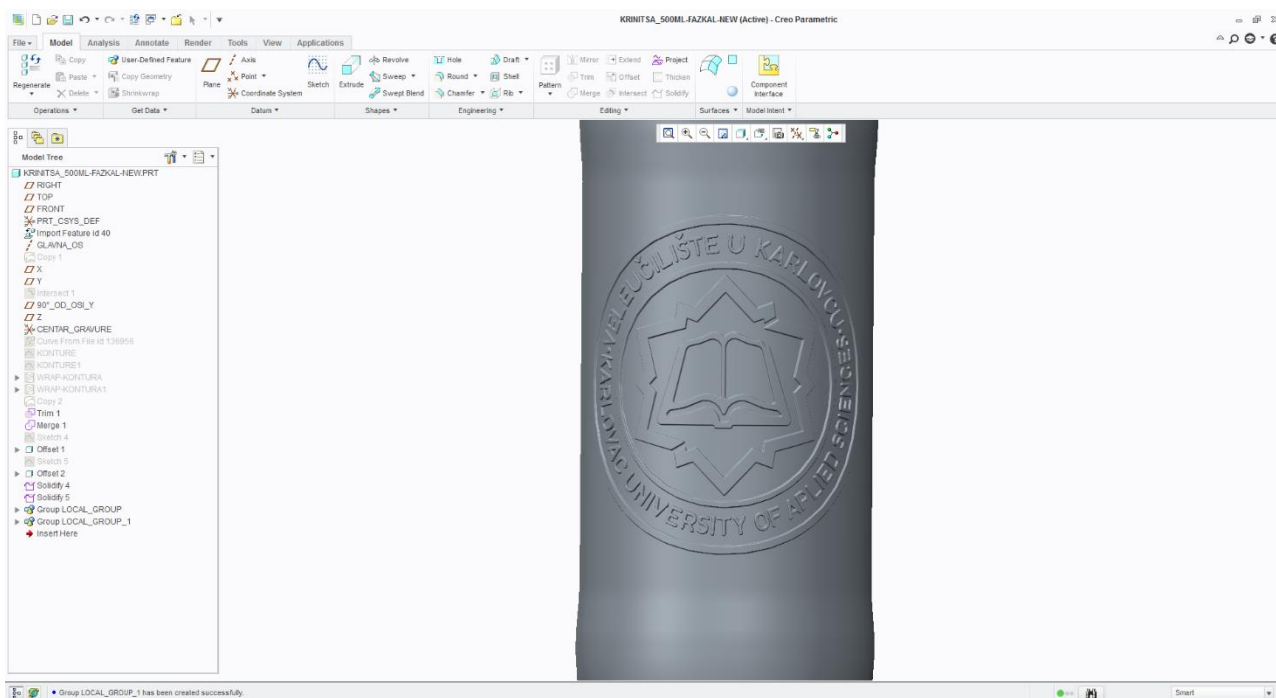 KRINITSA_500ML-FAZKAL-NEW (Active) - Creo Parametric
File Model Analysis Annotate Render Tools View Applications
Regenerate
Copy
Paste
Delete
User-Defined Feature
Copy Geometry
Shrinkwrap
Plane
Axis
Point
Coordinate System
Sketch
Extrude
Revolve
Sweep
Swept Blend
Hole
Round
Chamfer
Draft
Shell
Rib
Pattern
Mirror
Trim
Merge
Extend
Offset
Intersect
Project
Thicken
Solidify
Component
Interface
Operations Get Data Datum Shapes Engineering Editing Surfaces Model Intent
Model Tree
KRINITSA_500ML-FAZKAL-NEW.PRT
RIGHT
TOP
FRONT
PRT_CSYS_DEF
Import Feature id 40
GLAVNA_OS
Copy 1
X
Y
Intersect 1
90°_OD_OSI_Y
Z
CENTAR_GRAVURE
Curve From File id 136956
KONTURE
KONTURE1
WRAP-KONTURA
WRAP-KONTURA1
Copy 2
Trim 1
Merge 1
Sketch 4
Offset 1
Sketch 5
Offset 2
Solidify 4
Solidify 5
Group LOCAL_GROUP
Group LOCAL_GROUP_1
Insert Here
VELEUČILIŠTE U KARLOVCU
KARLOVAC UNIVERSITY OF APLIED SCIENCES
Group LOCAL_GROUP_1 has been created successfully.
Smart